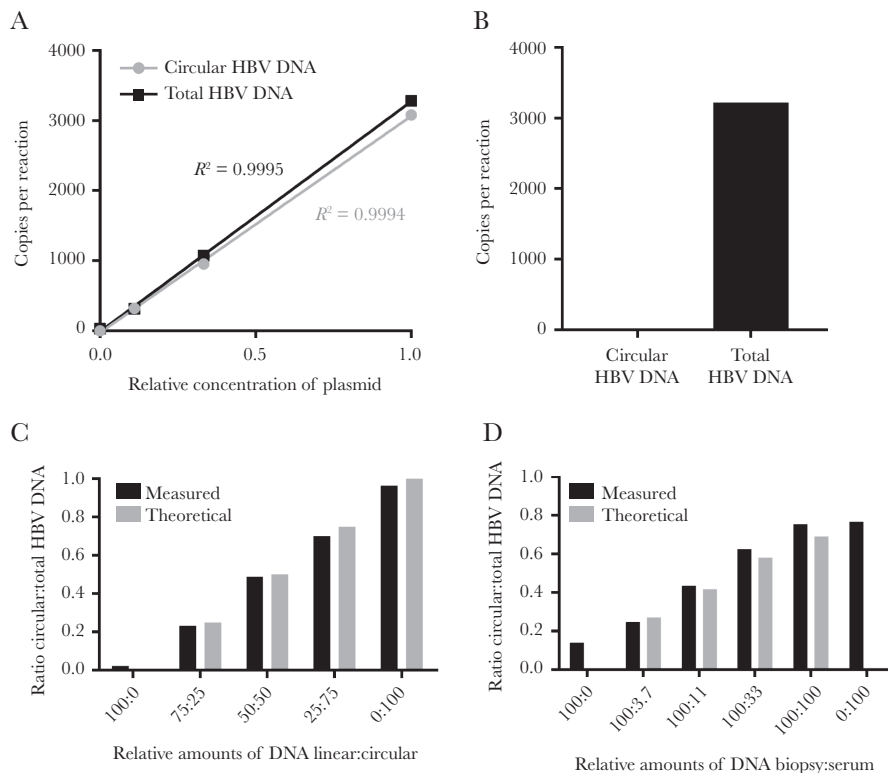 A
4000
3000
2000
1000
0
Copies per reaction
Circular HBV DNA
Total HBV DNA
R² = 0.9995
R² = 0.9994
0.0 0.5 1.0
Relative concentration of plasmid
B
4000
3000
2000
1000
0
Copies per reaction
Circular HBV DNA
Total HBV DNA
C
1.0
0.8
0.6
0.4
0.2
0.0
Ratio circular:total HBV DNA
Measured
Theoretical
100:0 75:25 50:50 25:75 0:100
Relative amounts of DNA linear:circular
D
1.0
0.8
0.6
0.4
0.2
0.0
Ratio circular:total HBV DNA
Measured
Theoretical
100:0 100:3.7 100:11 100:33 100:100 0:100
Relative amounts of DNA biopsy:serum